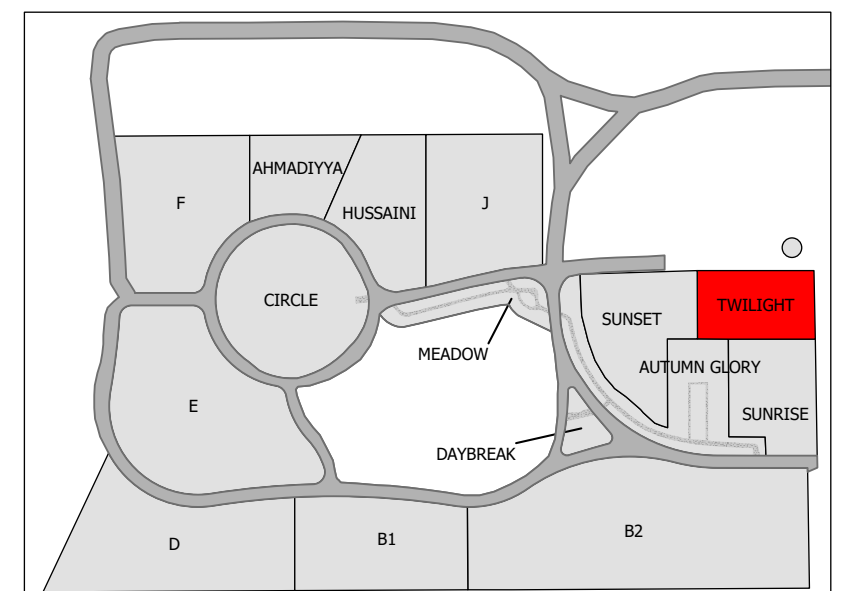 AHMADIYYA
F
HUSSAINI
J
CIRCLE
TWILIGHT
SUNSET
MEADOW
AUTUMN GLORY
E
SUNRISE
DAYBREAK
D
B1
B2